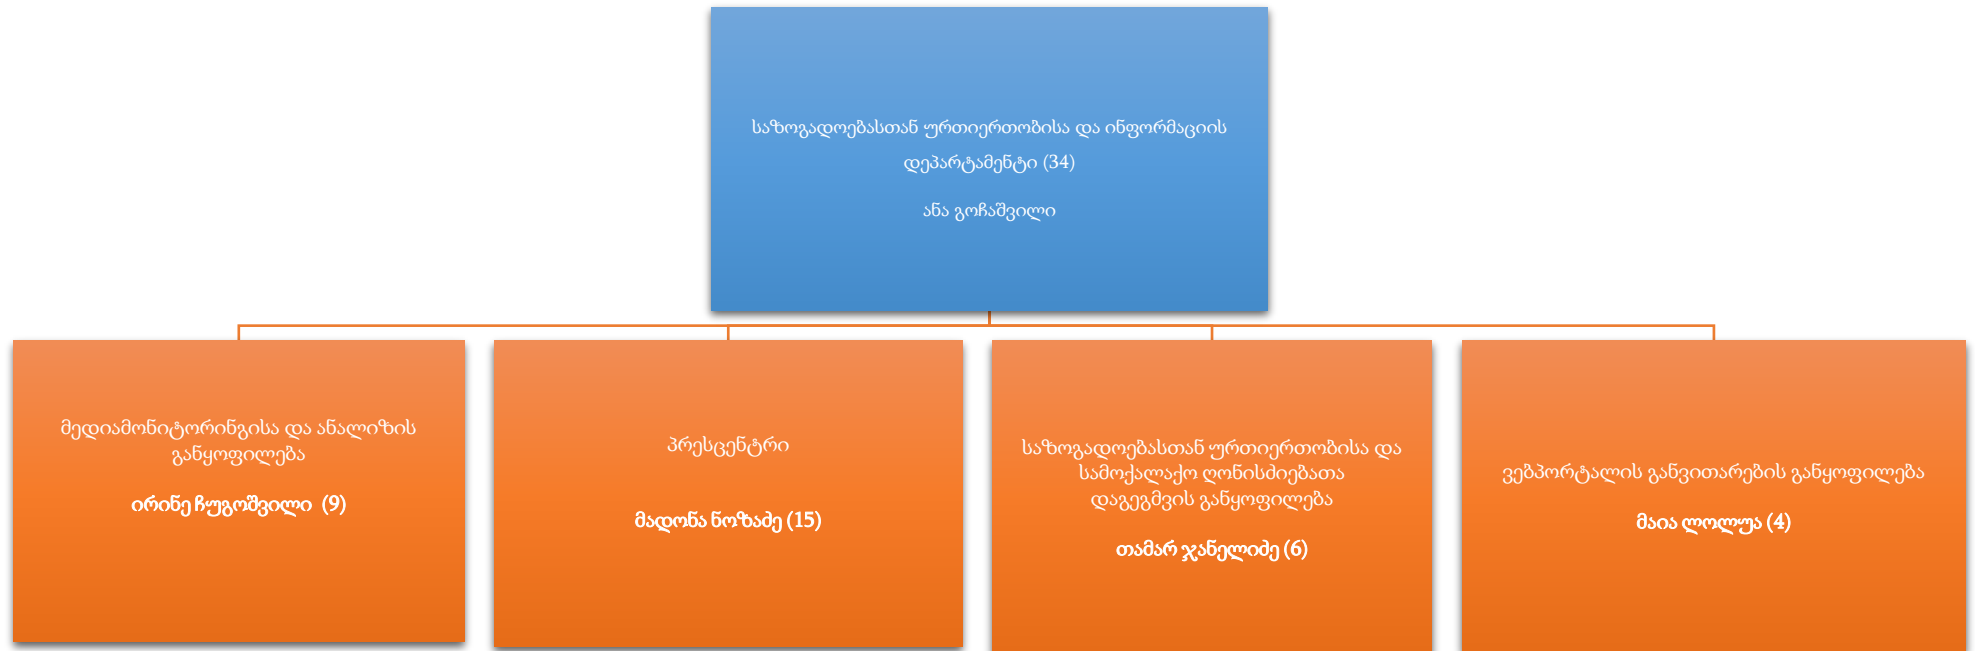 საზოგადოებასთან ურთიერთობისა და ინფორმაციის
დეპარტამენტი (34)
ანა გოჩაშვილი
მედიამონიტორინგისა და ანალიზის
განყოფილება
ირინე ჩუგოშვილი (9)
პრესცენტრი
მადონა ნოზაძე (15)
საზოგადოებასთან ურთიერთობისა და
სამოქალაქო ღონისძიებათა
დაგეგმვის განყოფილება
თამარ ჯანელიძე (6)
ვებპორტალის განვითარების განყოფილება
მაია ლოლუა (4)